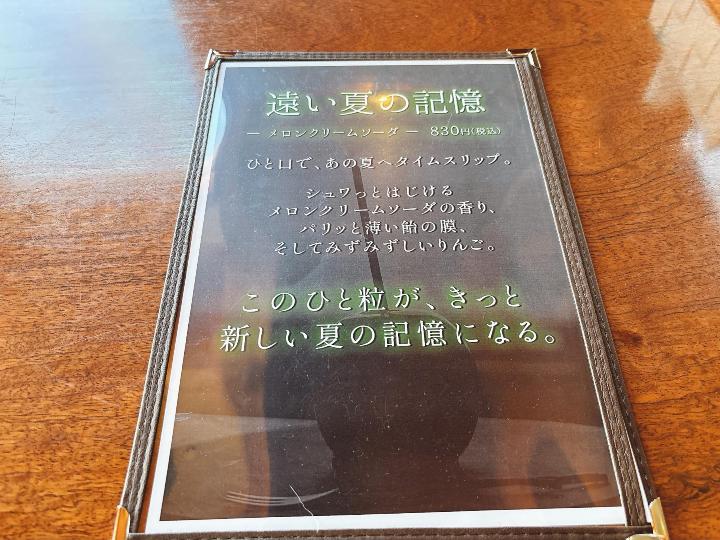 遠い夏の記憶
― メロンクリームソーダ ― 830円(税込)
ひと口で、あの夏へタイムスリップ。
シュワっとはじける
メロンクリームソーダの香り、
パリッと薄い飴の膜、
そしてみずみずしいりんご。
このひと粒が、きっと
新しい夏の記憶になる。